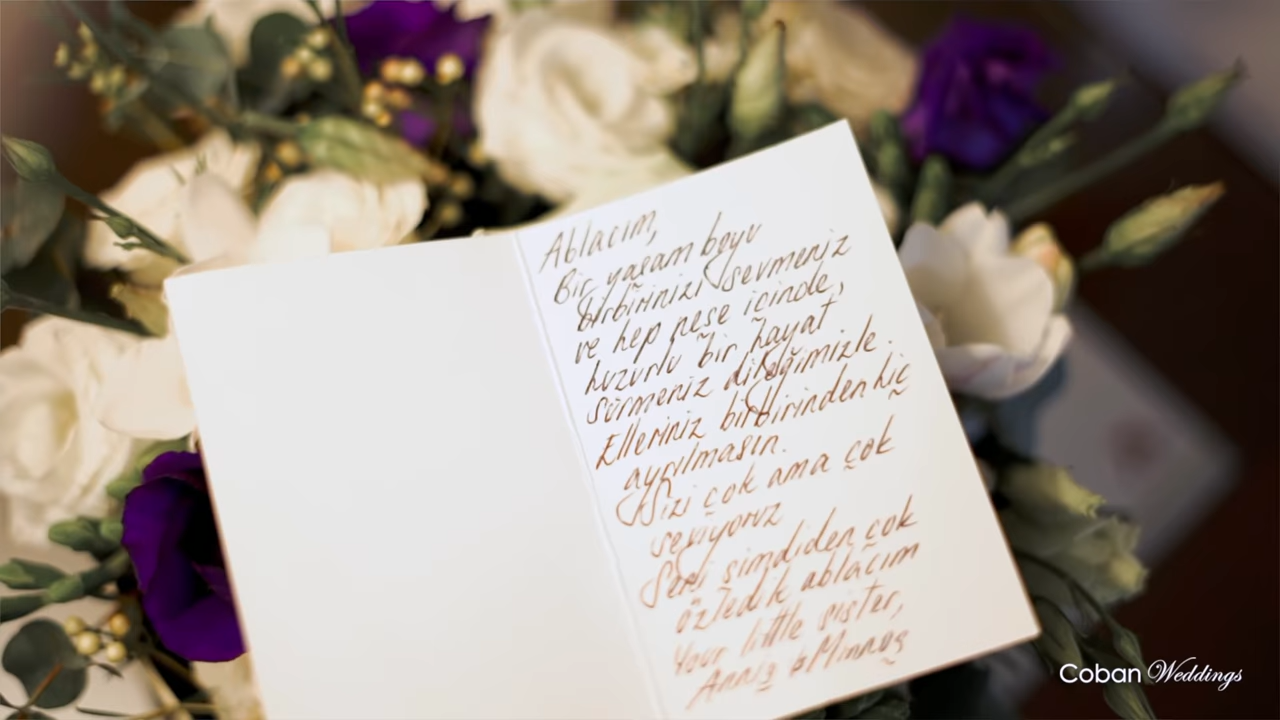 Ablacım,
Bir yaşam boyu
birbirinizi sevmeniz
ve hep neşe içinde,
huzurlu bir hayat
sürmeniz dileğimizle.
Elleriniz birbirinden hiç
ayrılmasın.
Sizi çok ama çok
seviyoruz
Seni şimdiden çok
özledik ablacım
Your little sister,
Coban Weddings